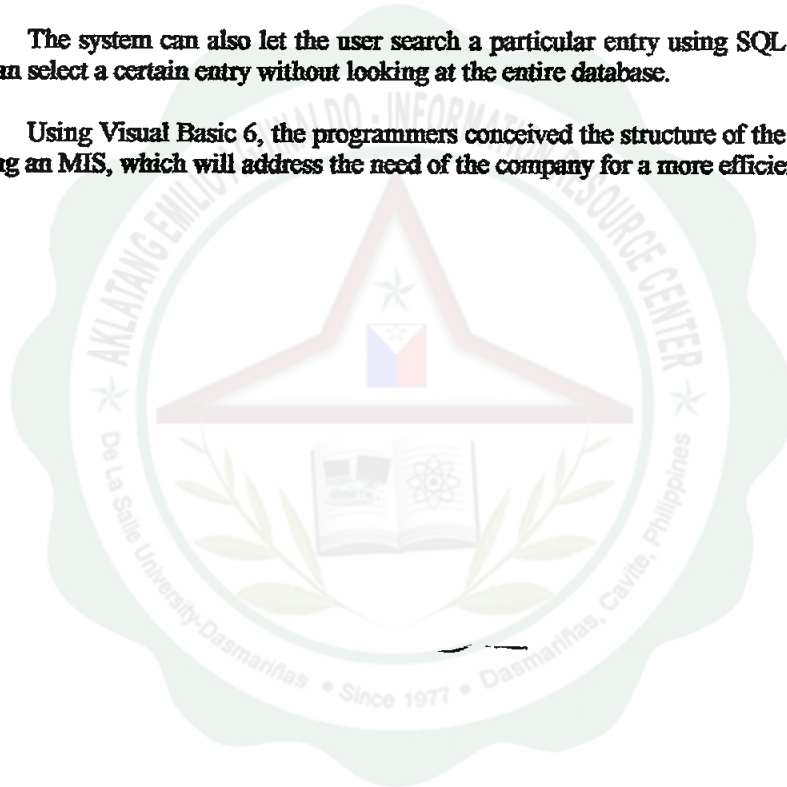 The system can also let the user search a particular entry using SQL
an select a certain entry without looking at the entire database.
Using Visual Basic 6, the programmers conceived the structure of the
ng an MIS, which will address the need of the company for a more efficie
AKLATANG EMILIO AGUINALDO - INFORMATION RESOURCE CENTER
De La Salle University-Dasmariñas
Dasmariñas, Cavite, Philippines
Since 1977